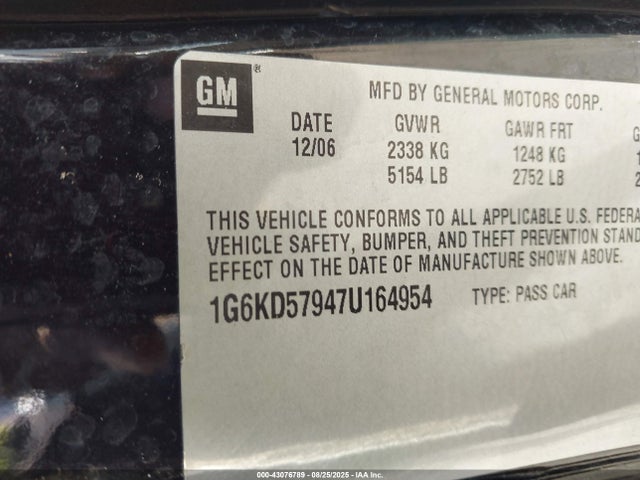 GM ®
MFD BY GENERAL MOTORS CORP.
DATE GVWR GAWR FRT
12/06 2338 KG 1248 KG
5154 LB 2752 LB
THIS VEHICLE CONFORMS TO ALL APPLICABLE U.S.
VEHICLE SAFETY, BUMPER, AND THEFT PREVENTION
EFFECT ON THE DATE OF MANUFACTURE SHOWN ABOVE.
1G6KD57947U164954 TYPE: PASS CAR
000-43076789 - 08/25/2025 - IAA Inc.